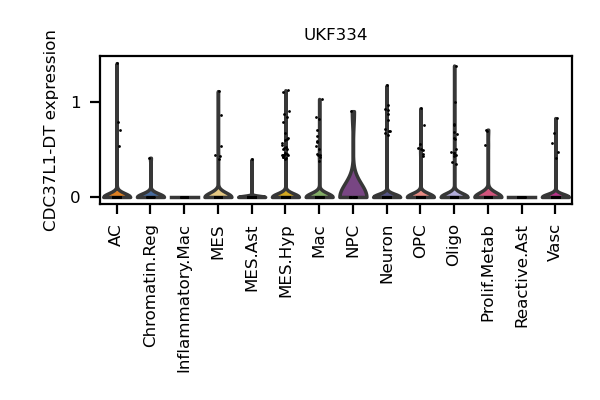 UKF334
CDC37L1-DT expression
1
0
AC
Chromatin.Reg
Inflammatory.Mac
MES
MES.Ast
MES.Hyp
Mac
NPC
Neuron
OPC
Oligo
Prolif.Metab
Reactive.Ast
Vasc